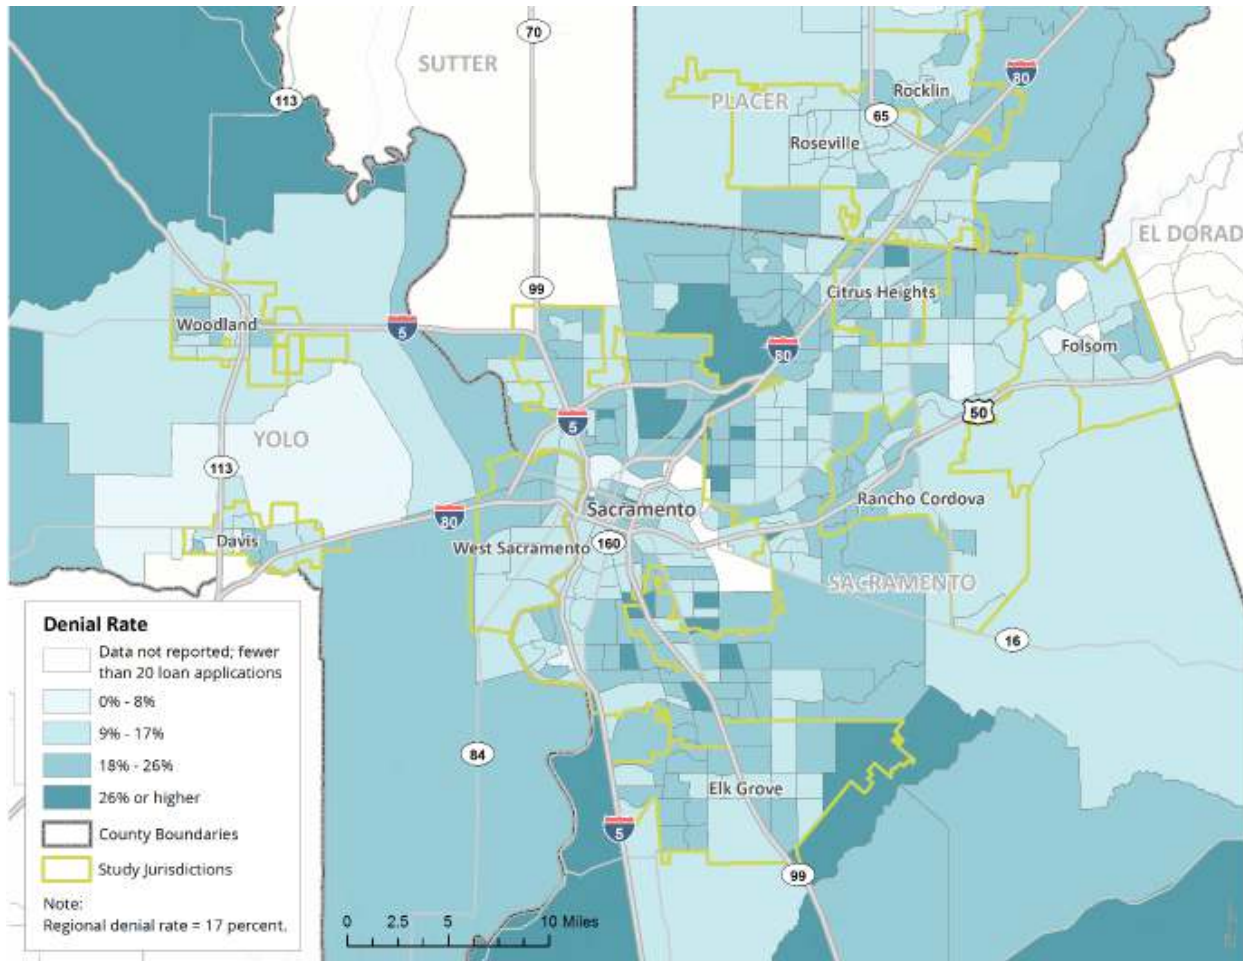 70
SUTTER
80
113
Rocklin
PLACER
65
Roseville
EL DORAD
99
Citrus Heights
Woodland
5
80
Folsom
50
5
YOLO
113
Rancho Cordova
Sacramento
80
Davis
West Sacramento
160
SACRAMENTO
16
84
Elk Grove
5
99
Denial Rate
Data not reported; fewer
than 20 loan applications
0% - 8%
9% - 17%
18% - 26%
26% or higher
County Boundaries
Study Jurisdictions
Note:
Regional denial rate = 17 percent.
0 2.5 5 10 Miles